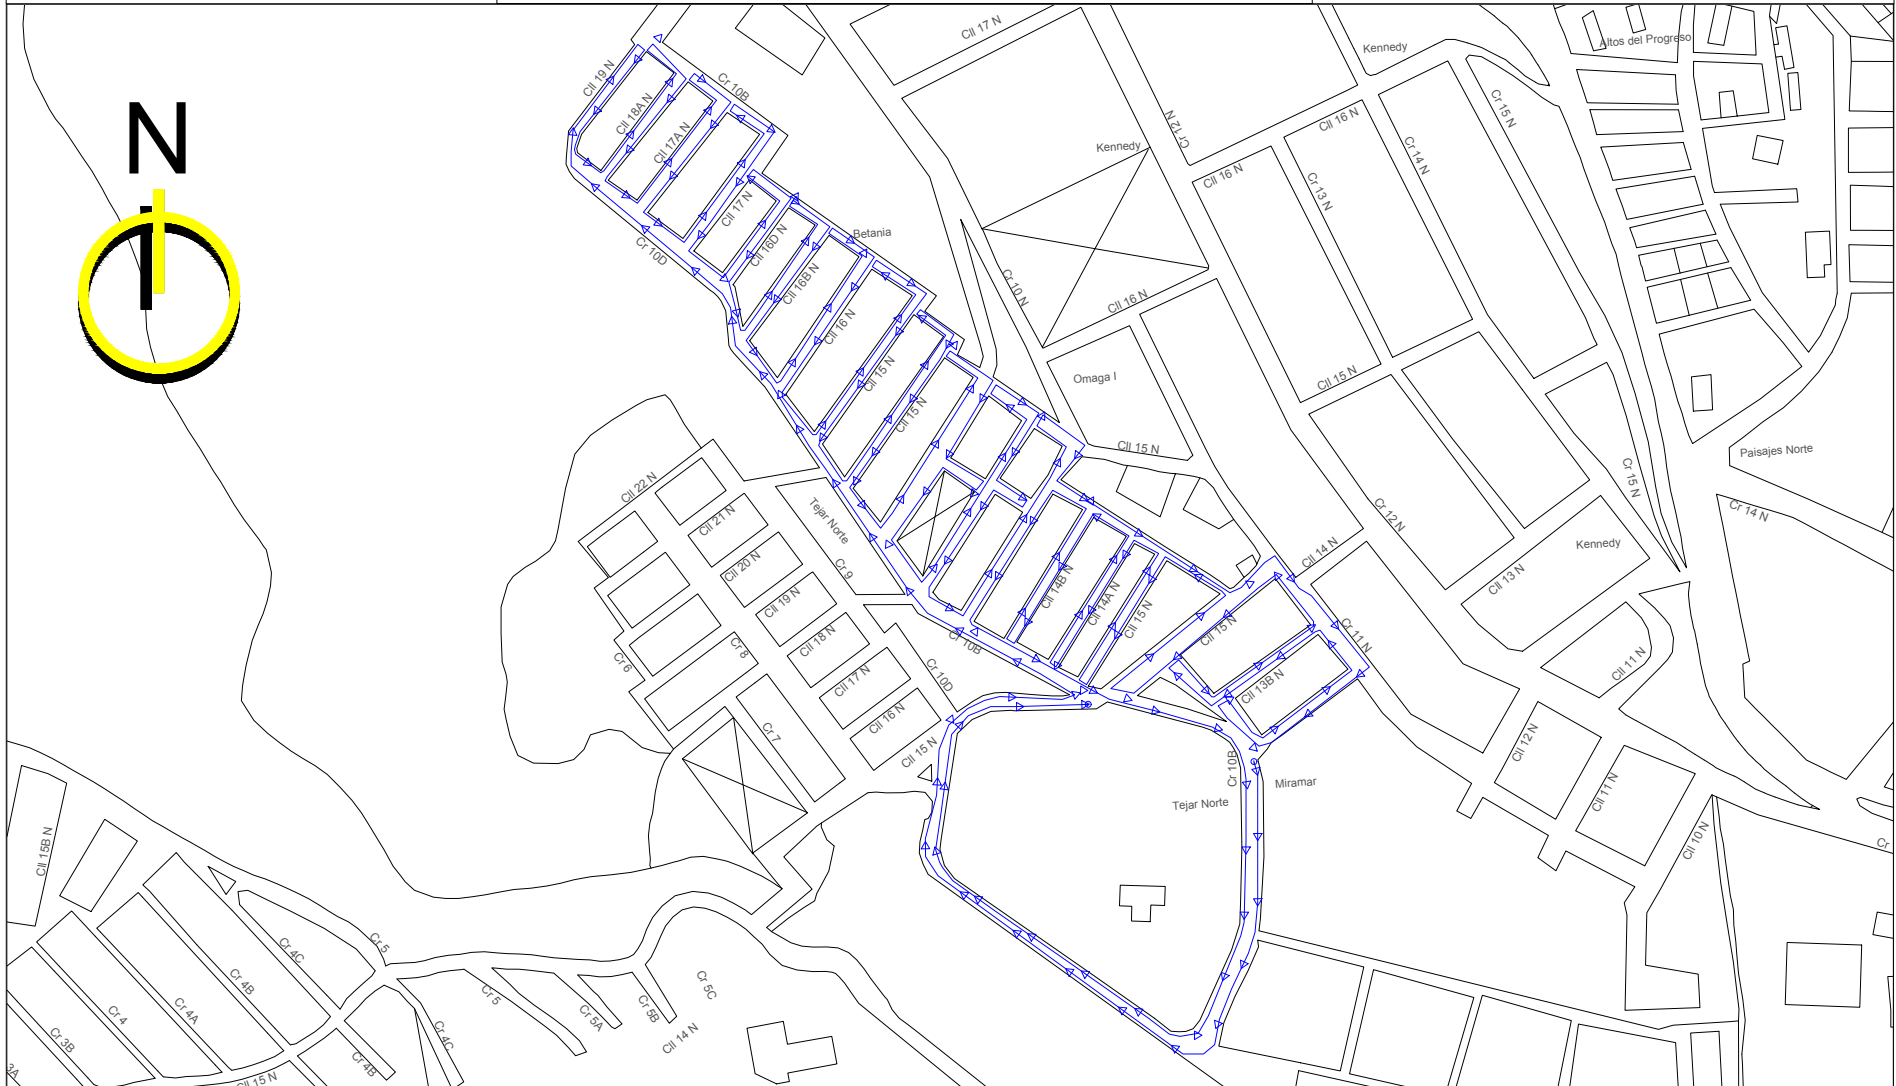 Cll 17 N
Kennedy
Altos del Progreso
N
Cll 19 N
Cr 10B
Cll 18A N
Cr 15 N
Cr 12 N
Cll 16 N
Cll 17A N
Kennedy
Cr 14 N
Cll 16 N
Cr 13 N
Cll 17 N
Cll 16D N
Betania
Cr 10D
Cll 16B N
Cr 10 N
Cll 16 N
Cll 16 N
Omaga I
Cll 15 N
Cll 15 N
Cll 15 N
Cll 15 N
Paisajes Norte
Cr 15 N
Cll 22 N
Tejar Norte
Cll 21 N
Cr 12 N
Cr 14 N
Kennedy
Cll 14 N
Cll 20 N
Cr 9
Cll 13 N
Cll 14B N
Cll 14A N
Cll 19 N
Cll 15 N
Cll 15 N
Cr 11 N
Cll 18 N
Cr 8
Cr 10B
Cr 6
Cll 11 N
Cr 10D
Cll 17 N
Cll 13B N
Cll 16 N
Cr 7
Cll 15 N
Cll 12 N
Cr 10B
Miramar
Tejar Norte
Cll 11 N
Cll 10 N
Cr
Cll 15B N
Cr 5
Cr 4C
Cr 4B
Cr 5
Cr 5C
Cr 4A
Cr 4
Cr 5A
Cr 5B
Cll 14 N
Cr 3B
Cr 4C
Cr 4B
3A
Cll 15 N